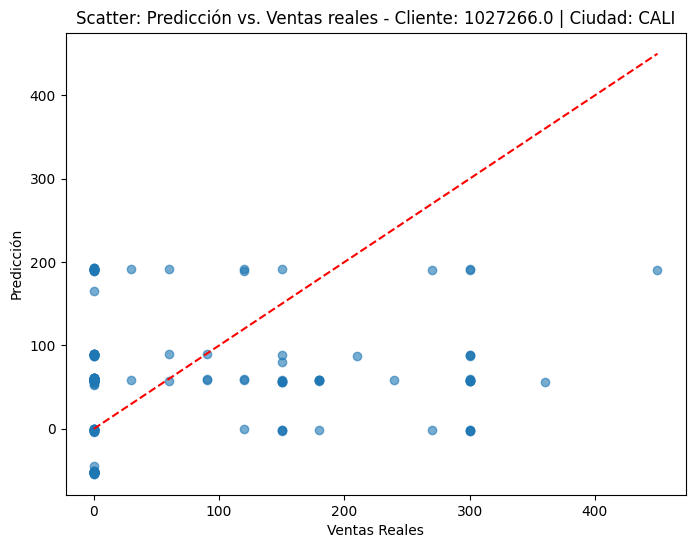 Scatter: Predicción vs. Ventas reales - Cliente: 1027266.0 | Ciudad: CALI
400
300
200
100
0
Predicción
0 100 200 300 400
Ventas Reales